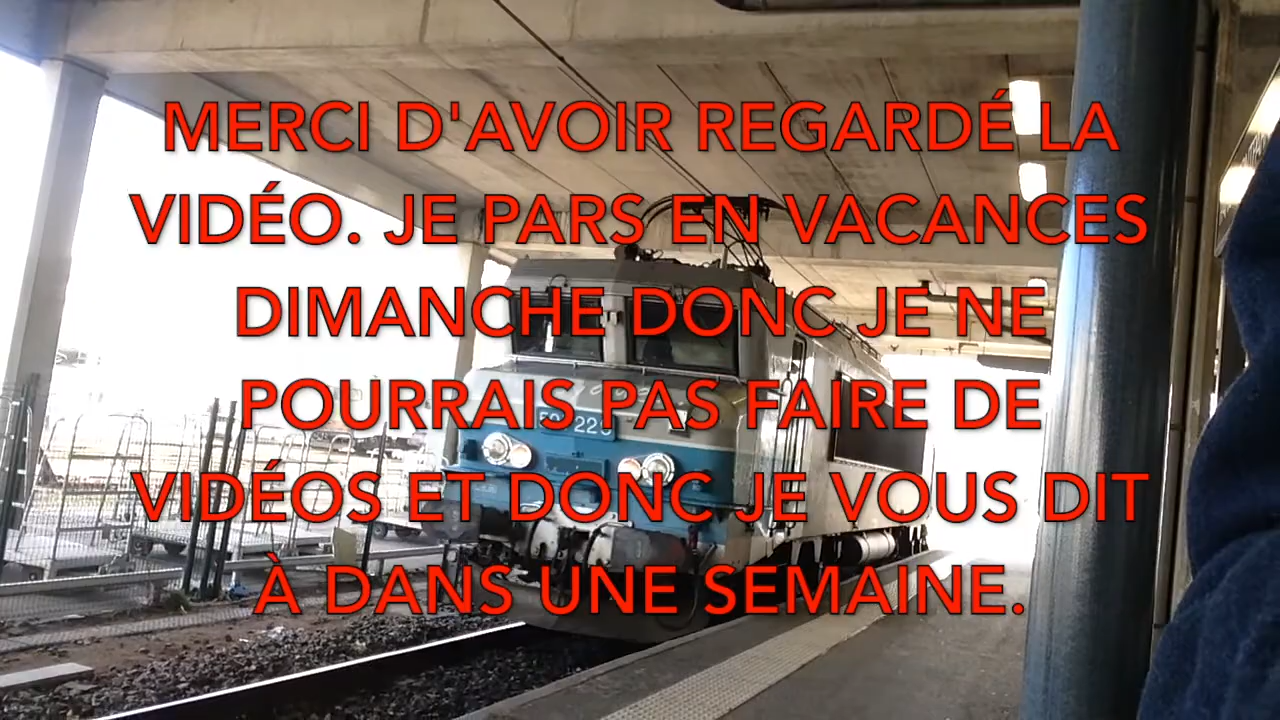 MERCI D'AVOIR REGARDÉ LA
VIDÉO. JE PARS EN VACANCES
DIMANCHE DONC JE NE
POURRAIS PAS FAIRE DE
VIDÉOS ET DONC JE VOUS DIT
À DANS UNE SEMAINE.